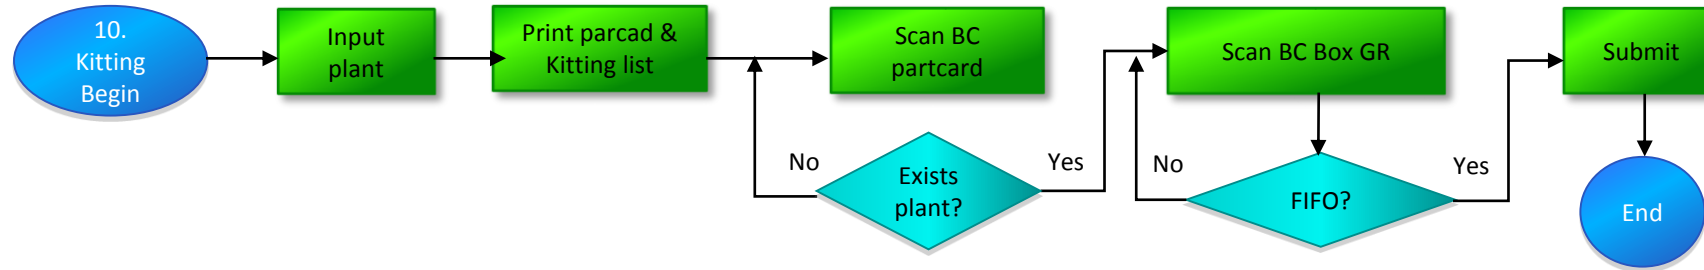 10.
Kitting
Begin
Input
plant
Print parcad &
Kitting list
Scan BC
partcard
Scan BC Box GR
Submit
No
Exists
plant?
Yes
No
FIFO?
Yes
End